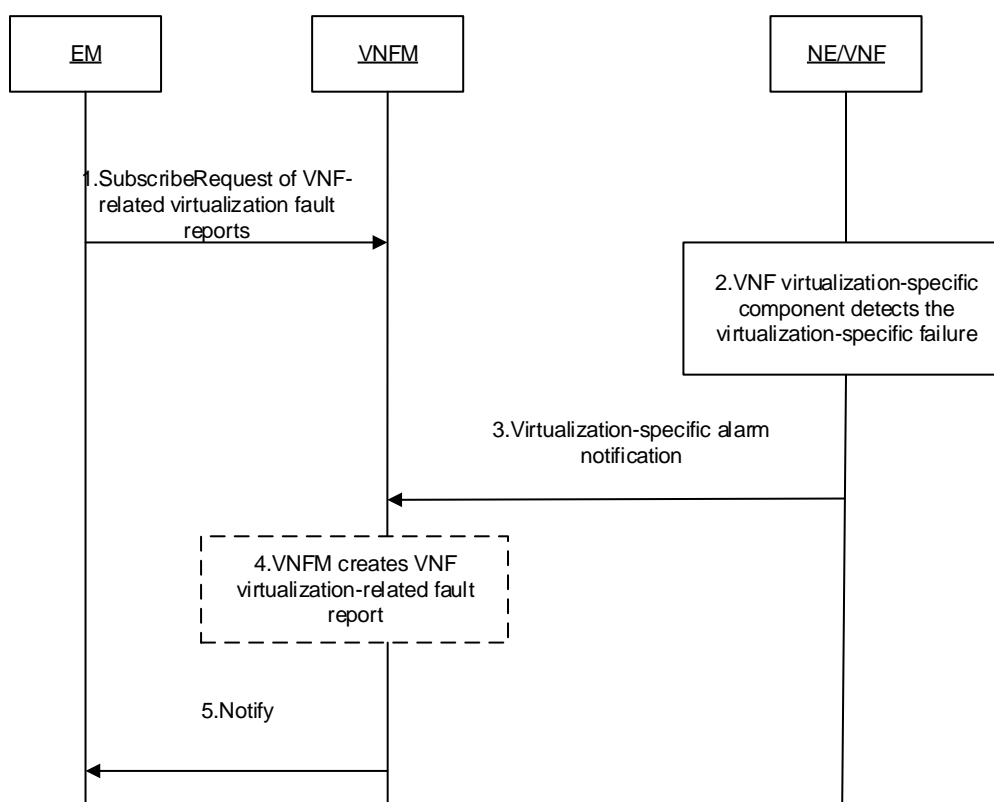 EM
VNFM
NE/VNF
1.SubscribeRequest of VNF-
related virtualization fault
reports
2.VNF virtualization-specific
component detects the
virtualization-specific failure
3.Virtualization-specific alarm
notification
4.VNFM creates VNF
virtualization-related fault
report
5.Notify